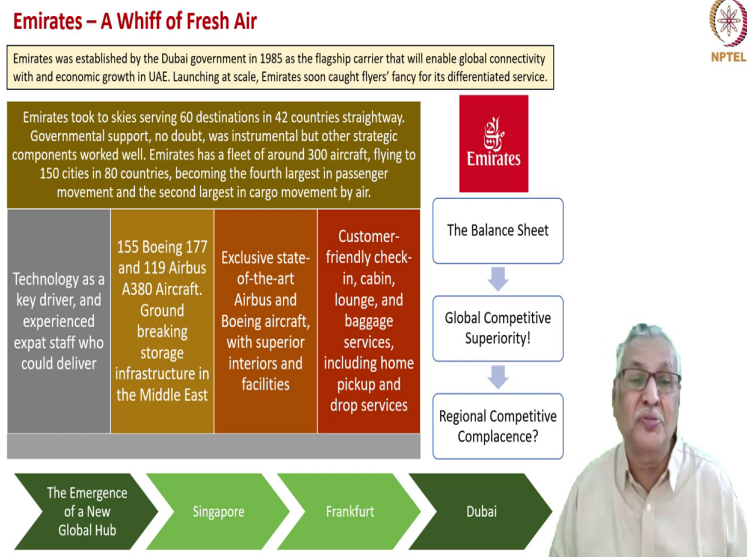 Emirates – A Whiff of Fresh Air
NPTEL
Emirates was established by the Dubai government in 1985 as the flagship carrier that will enable global connectivity
with and economic growth in UAE. Launching at scale, Emirates soon caught flyers' fancy for its differentiated service.
Emirates took to skies serving 60 destinations in 42 countries straightway.
Governmental support, no doubt, was instrumental but other strategic
components worked well. Emirates has a fleet of around 300 aircraft, flying to
150 cities in 80 countries, becoming the fourth largest in passenger
movement and the second largest in cargo movement by air.
Technology as a
key driver, and
experienced
expat staff who
could deliver
155 Boeing 177
and 119 Airbus
A380 Aircraft.
Ground
breaking
storage
infrastructure in
the Middle East
Exclusive state-
of-the-art
Airbus and
Boeing aircraft,
with superior
interiors and
facilities
Customer-
friendly check-
in, cabin,
lounge, and
baggage
services,
including home
pickup and
drop services
Emirates
The Balance Sheet
Global Competitive
Superiority!
Regional Competitive
Complacence?
The Emergence
of a New
Global Hub
Singapore
Frankfurt
Dubai